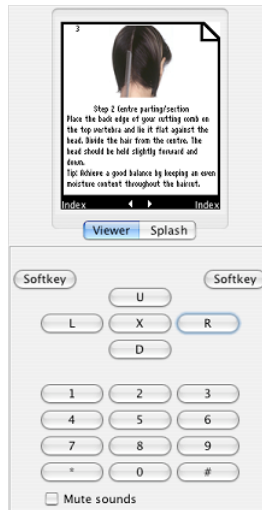 3
Step 2 Centre parting/section
Place the back edge of your cutting comb on
the top vertebra and lie it flat against the
head. Divide the hair from the centre. The
head should be held slightly forward and
down.
Tip: Achieve a good balance by keeping an even
moisture content throughout the haircut.
Index Index
Viewer Splash
Softkey Softkey
U
L X R
D
1 2 3
4 5 6
7 8 9
* 0 #
Mute sounds